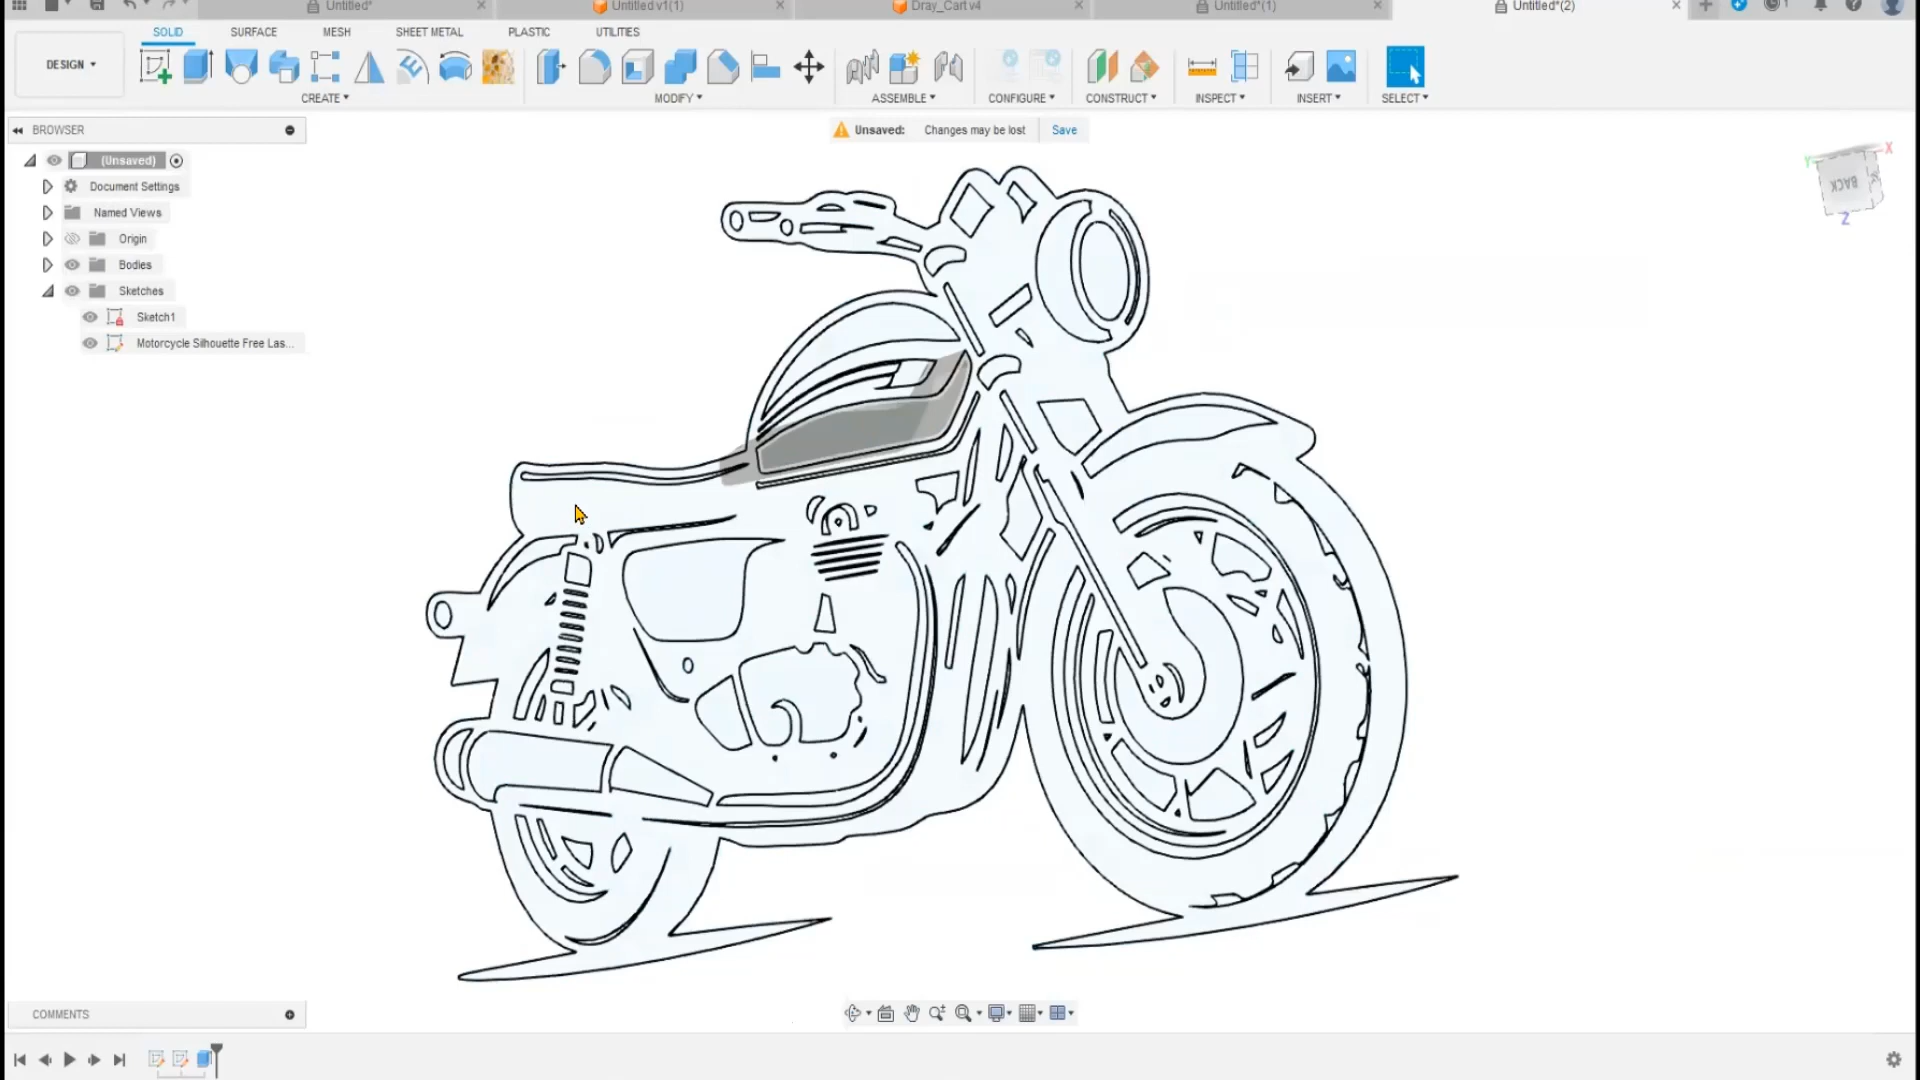 Untitled*
Untitled v1(1)
Dray_Cart v4
Untitled*(1)
Untitled*(2)
1
SOLID
SURFACE
MESH
SHEET METAL
PLASTIC
UTILITIES
DESIGN
CREATE
MODIFY
ASSEMBLE
CONFIGURE
CONSTRUCT
INSPECT
INSERT
SELECT
BROWSER
Unsaved: Changes may be lost Save
(Unsaved)
Document Settings
Named Views
Origin
Bodies
Sketches
Sketch1
Motorcycle Silhouette Free Las...
Y
X
BACK
Z
COMMENTS